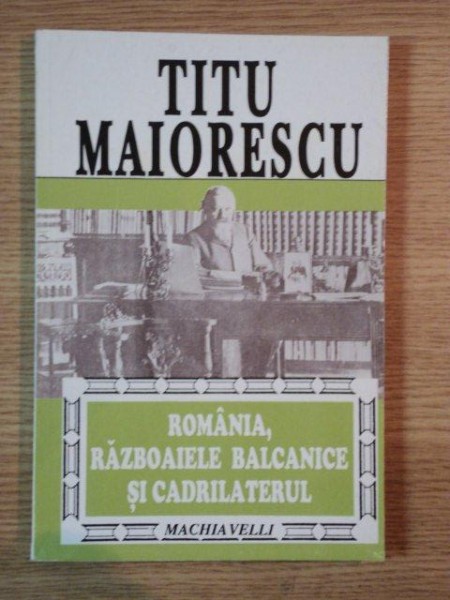 TITU
MAIORESCU
ROMÂNIA,
RĂZBOAIELE BALCANICE
ȘI CADRILATERUL
MACHIAVELLI